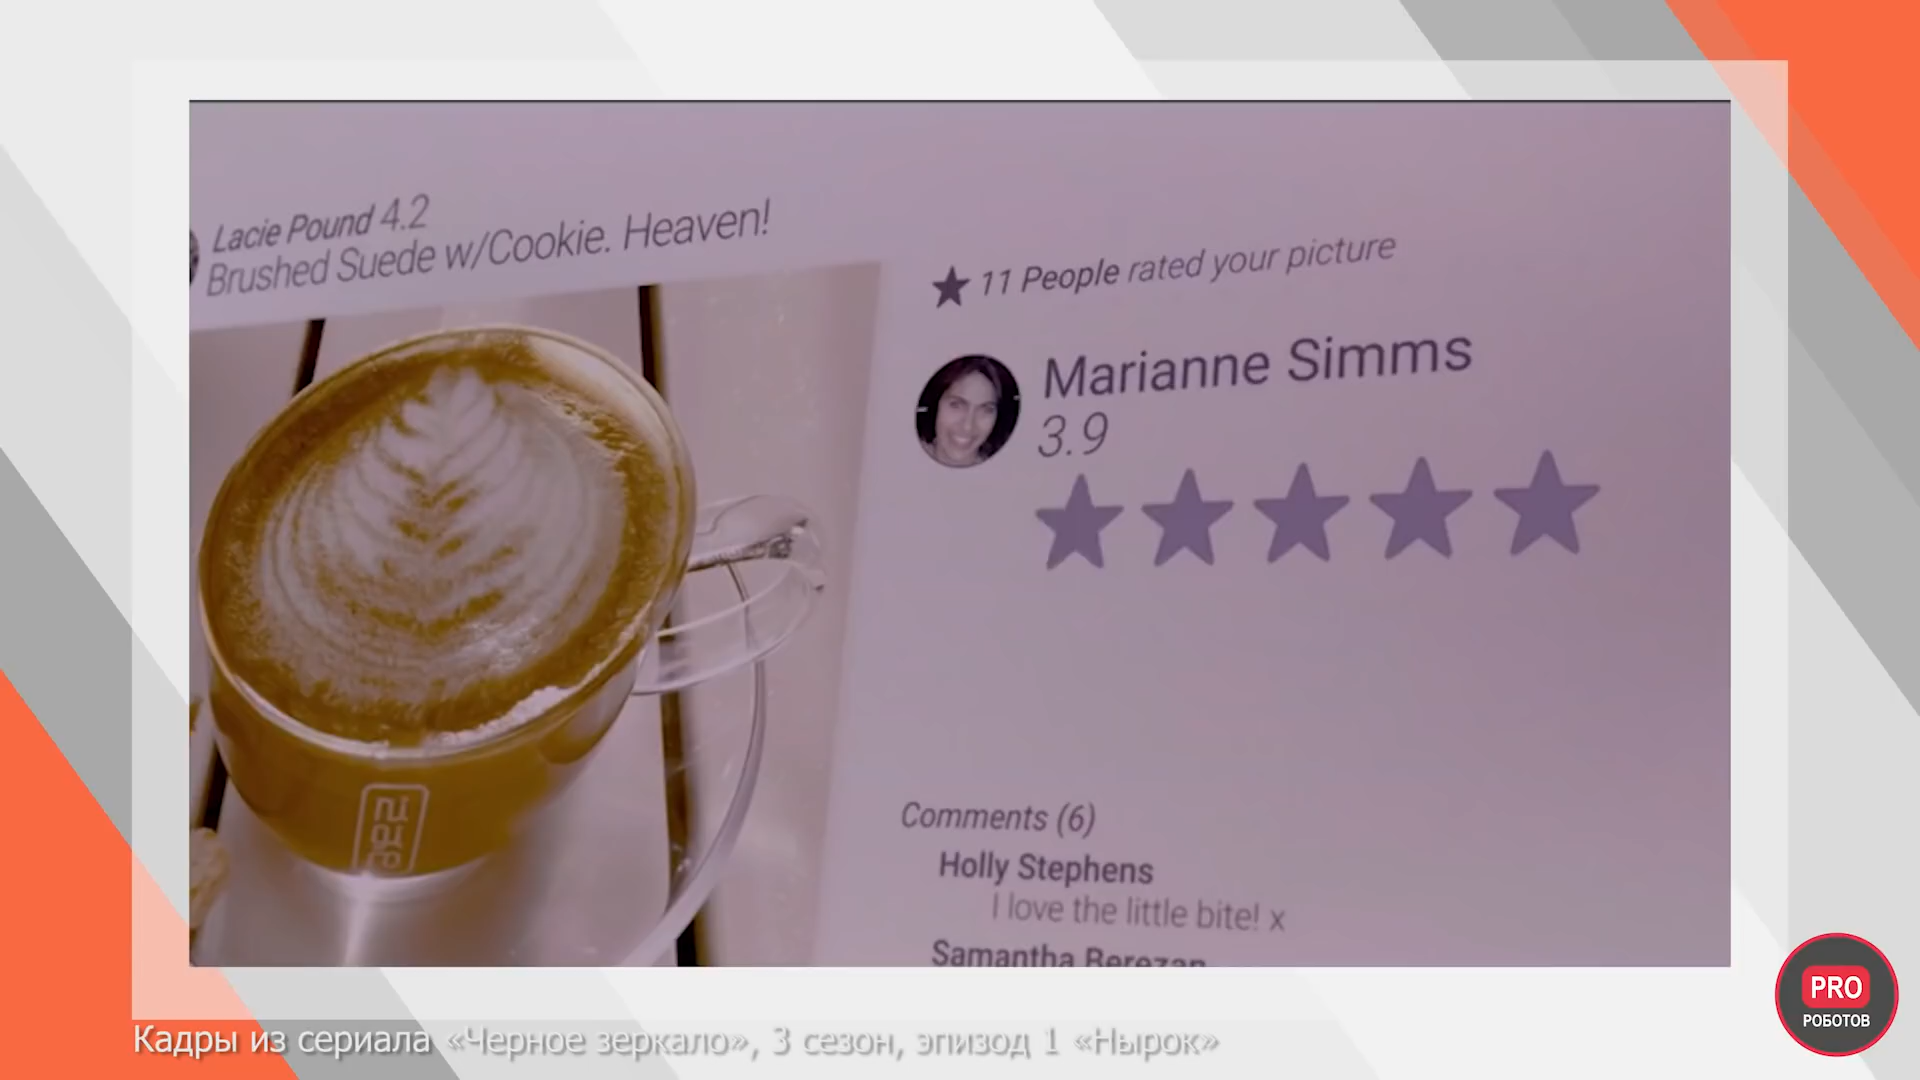 Lacie Pound 4.2
Brushed Suede w/Cookie. Heaven!
11 People rated your picture
Marianne Simms
3.9
Comments (6)
Holly Stephens
I love the little bite! x
Samantha Berezan
PRO
РОБОТОВ
Кадры из сериала «Черное зеркало», 3 сезон, эпизод 1 «Нырок»